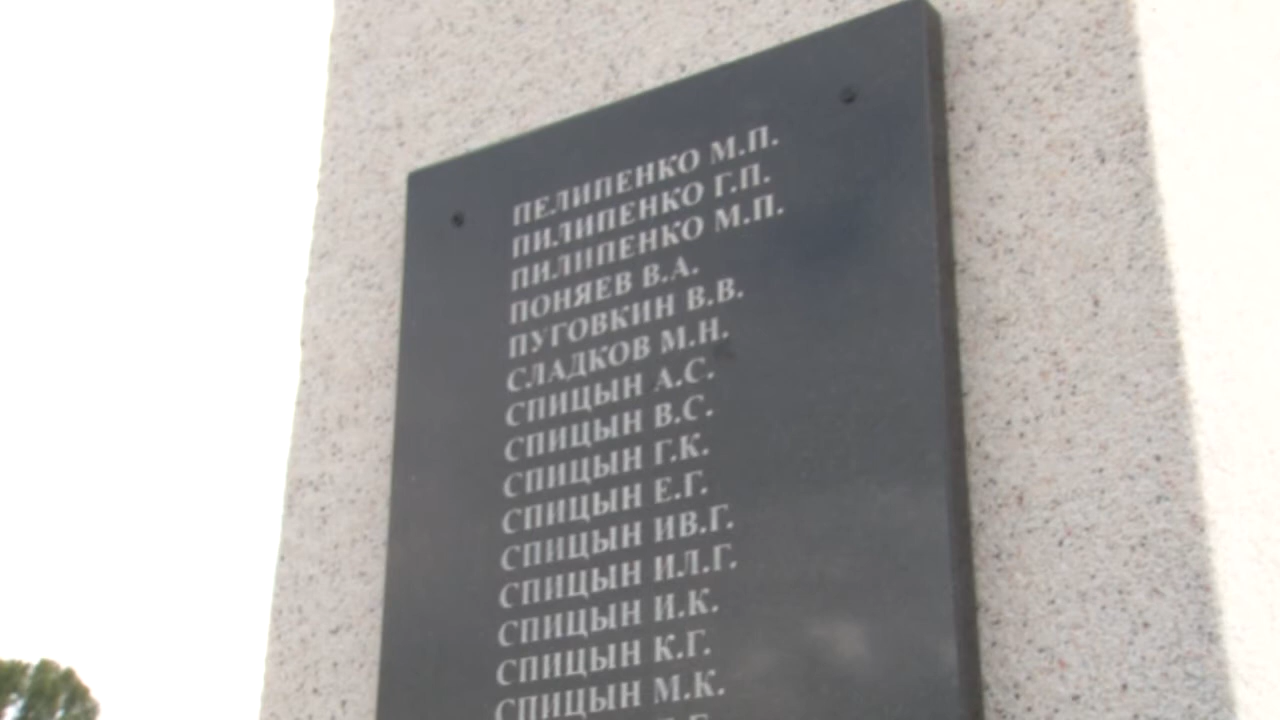 ПЕЛИПЕНКО М.П.
ПИЛИПЕНКО Г.П.
ПИЛИПЕНКО М.П.
ПОНЯЕВ В.А.
ПУГОВКИН В.В.
СЛАДКОВ М.Н.
СПИЦЫН А.С.
СПИЦЫН В.С.
СПИЦЫН Г.К.
СПИЦЫН Е.Г.
СПИЦЫН ИВ.Г.
СПИЦЫН ИЛ.Г.
СПИЦЫН И.К.
СПИЦЫН К.Г.
СПИЦЫН М.К.